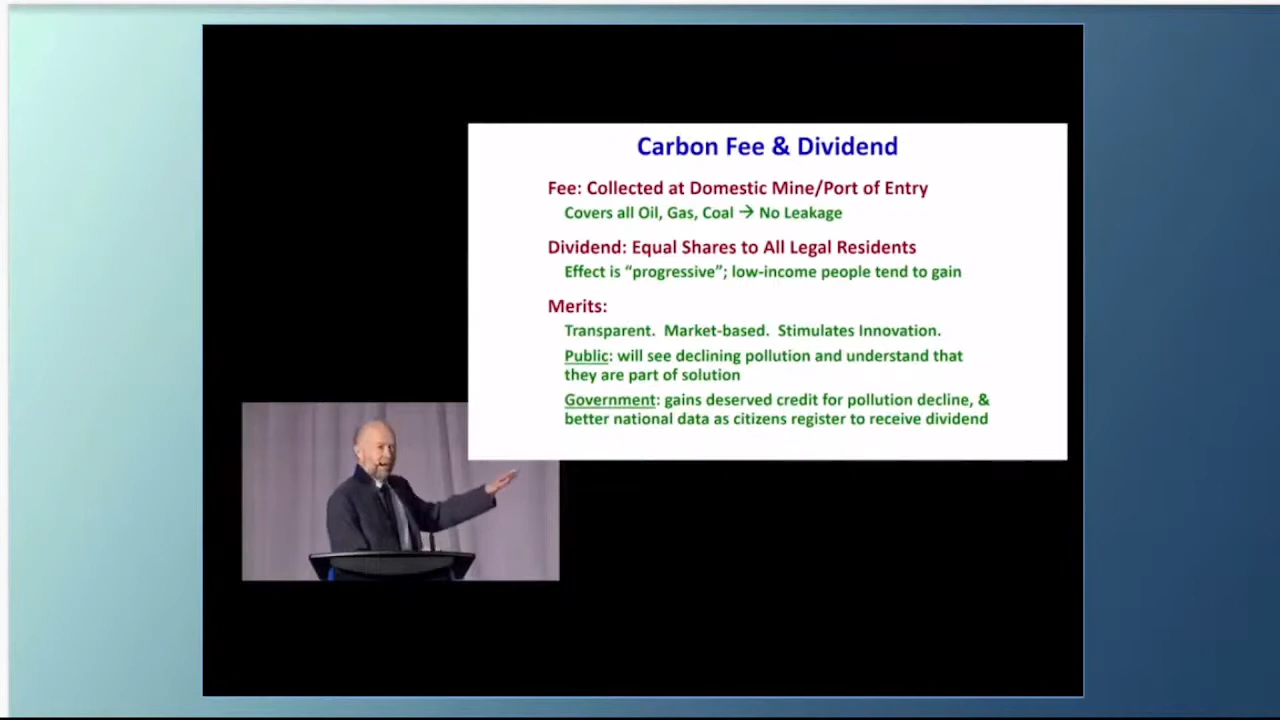 Carbon Fee & Dividend
Fee: Collected at Domestic Mine/Port of Entry
Covers all Oil, Gas, Coal → No Leakage
Dividend: Equal Shares to All Legal Residents
Effect is “progressive”; low-income people tend to gain
Merits:
Transparent. Market-based. Stimulates Innovation.
Public: will see declining pollution and understand that
they are part of solution
Government: gains deserved credit for pollution decline, &
better national data as citizens register to receive dividend